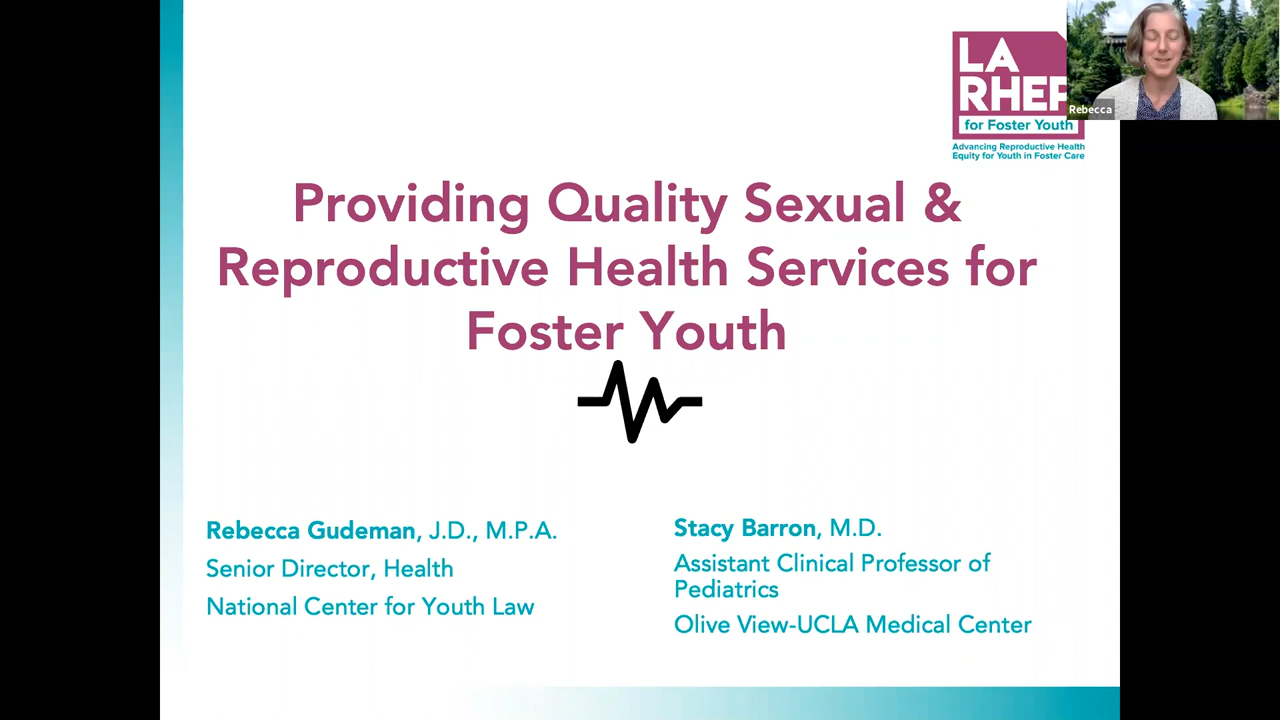 LA
RHEP
for Foster Youth
Advancing Reproductive Health
Equity for Youth in Foster Care
Rebecca
Providing Quality Sexual &
Reproductive Health Services for
Foster Youth
Rebecca Gudeman, J.D., M.P.A.
Senior Director, Health
National Center for Youth Law
Stacy Barron, M.D.
Assistant Clinical Professor of
Pediatrics
Olive View-UCLA Medical Center